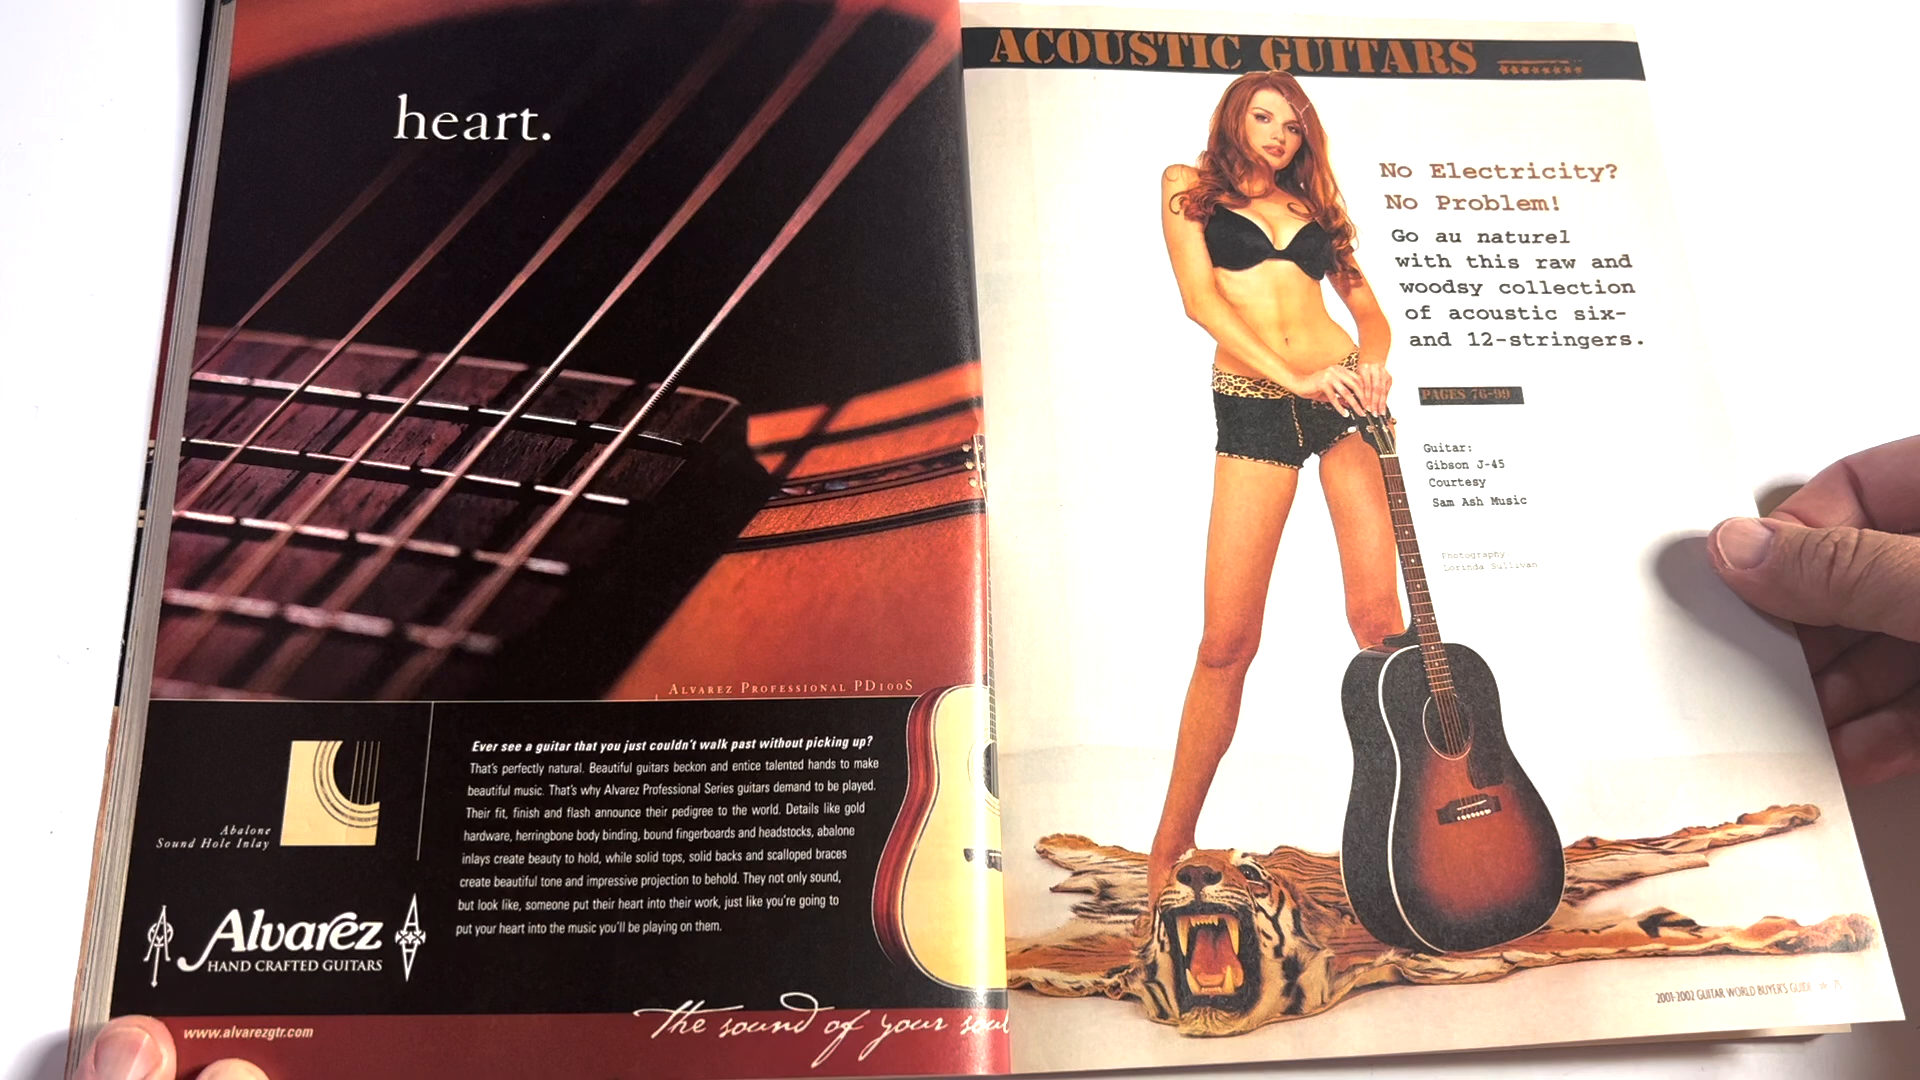 heart.
ALVAREZ PROFESSIONAL PD100S
Abalone
Sound Hole Inlay
Alvarez
HAND CRAFTED GUITARS
Ever see a guitar that you just couldn't walk past without picking up?
That's perfectly natural. Beautiful guitars beckon and entice talented hands to make
beautiful music. That's why Alvarez Professional Series guitars demand to be played.
Their fit, finish and flash announce their pedigree to the world. Details like gold
hardware, herringbone body binding, bound fingerboards and headstocks, abalone
inlays create beauty to hold, while solid tops, solid backs and scalloped braces
create beautiful tone and impressive projection to behold. They not only sound,
but look like, someone put their heart into their work, just like you're going to
put your heart into the music you'll be playing on them.
www.alvarezgtr.com
the sound of your soul
ACOUSTIC GUITARS
No Electricity?
No Problem!
Go au naturel
with this raw and
woodsy collection
of acoustic six-
and 12-stringers.
PAGES 76-99
Guitar:
Gibson J-45
Courtesy
Sam Ash Music
Photography
Lorinda Sullivan
2001-2002 GUITAR WORLD BUYER'S GUIDE